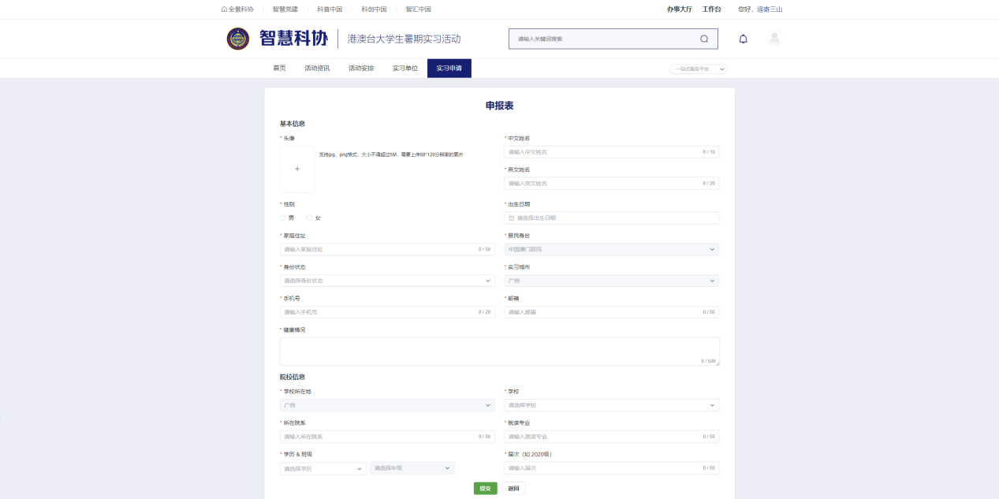 全景科协 智慧党建 科普中国 科创中国 智汇中国 办事大厅 工作台 您好，逐寄三山
智慧科协 港澳台大学生暑期实习活动 请输入关键词搜索
首页 活动资讯 活动安排 实习单位 实习申请 一站式服务平台
申报表
基本信息
* 头像
+
支持jpg、png格式，大小不得超过5M，需要上传88*120分辨率的图片
* 中文姓名
请输入中文姓名 0 / 10
* 英文姓名
请输入英文姓名 0 / 20
* 性别 * 出生日期
男 女 请选择出生日期
* 家庭住址 * 居民身份
请输入家庭住址 0 / 50 中国澳门居民
* 身份状态 * 实习城市
请选择身份状态 广州
* 手机号 * 邮箱
请输入手机号 0 / 20 请输入邮箱 0 / 50
* 健康情况
0 / 500
院校信息
* 学校所在地 * 学校
广州 请选择学校
* 所在院系 * 就读专业
请输入所在院系 0 / 50 请输入就读专业 0 / 50
* 学历 & 班级 * 届次（如 2020级）
请选择学历 请选择年级 请输入届次 0 / 50
提交 返回